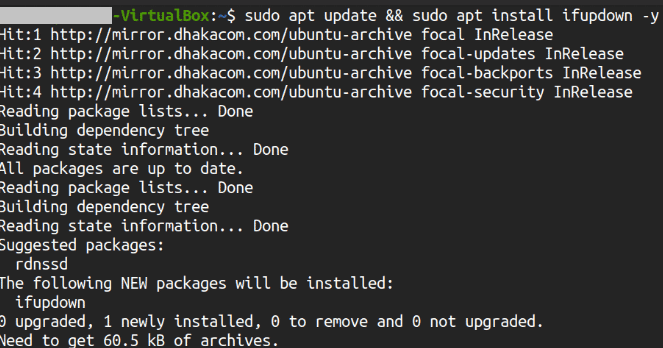 -VirtualBox:~$ sudo apt update && sudo apt install ifupdown -y
Hit:1 http://mirror.dhakacom.com/ubuntu-archive focal InRelease
Hit:2 http://mirror.dhakacom.com/ubuntu-archive focal-updates InRelease
Hit:3 http://mirror.dhakacom.com/ubuntu-archive focal-backports InRelease
Hit:4 http://mirror.dhakacom.com/ubuntu-archive focal-security InRelease
Reading package lists... Done
Building dependency tree
Reading state information... Done
All packages are up to date.
Reading package lists... Done
Building dependency tree
Reading state information... Done
Suggested packages:
  rdnssd
The following NEW packages will be installed:
  ifupdown
0 upgraded, 1 newly installed, 0 to remove and 0 not upgraded.
Need to get 60.5 kB of archives.